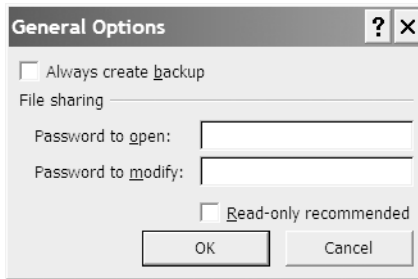 General Options
? ×
Always create backup
File sharing
Password to open:
Password to modify:
Read-only recommended
OK Cancel